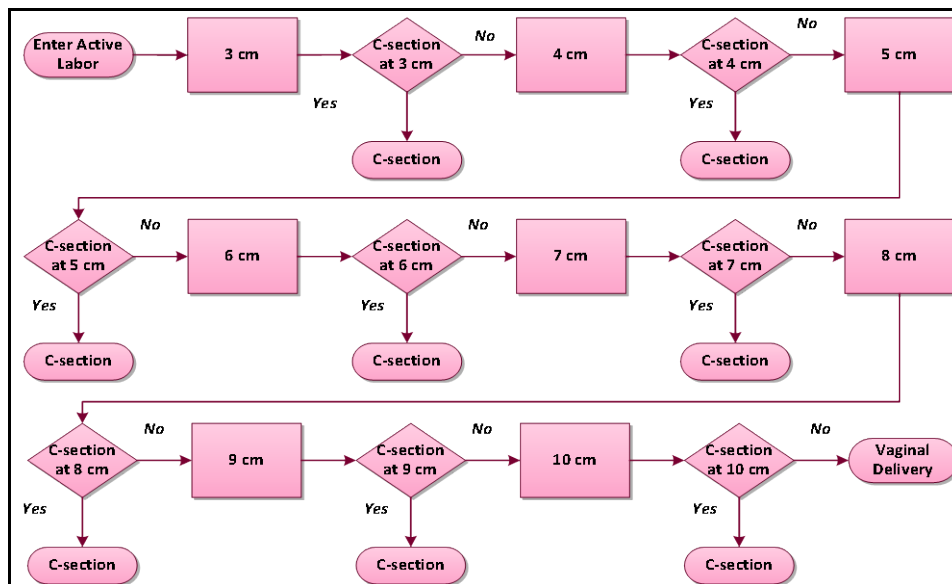 Enter Active
Labor
3 cm
C-section
at 3 cm
No
4 cm
C-section
at 4 cm
No
5 cm
Yes
Yes
C-section
C-section
C-section
at 5 cm
No
6 cm
C-section
at 6 cm
No
7 cm
C-section
at 7 cm
No
8 cm
Yes
Yes
Yes
C-section
C-section
C-section
C-section
at 8 cm
No
9 cm
C-section
at 9 cm
No
10 cm
C-section
at 10 cm
No
Vaginal
Delivery
Yes
Yes
Yes
C-section
C-section
C-section